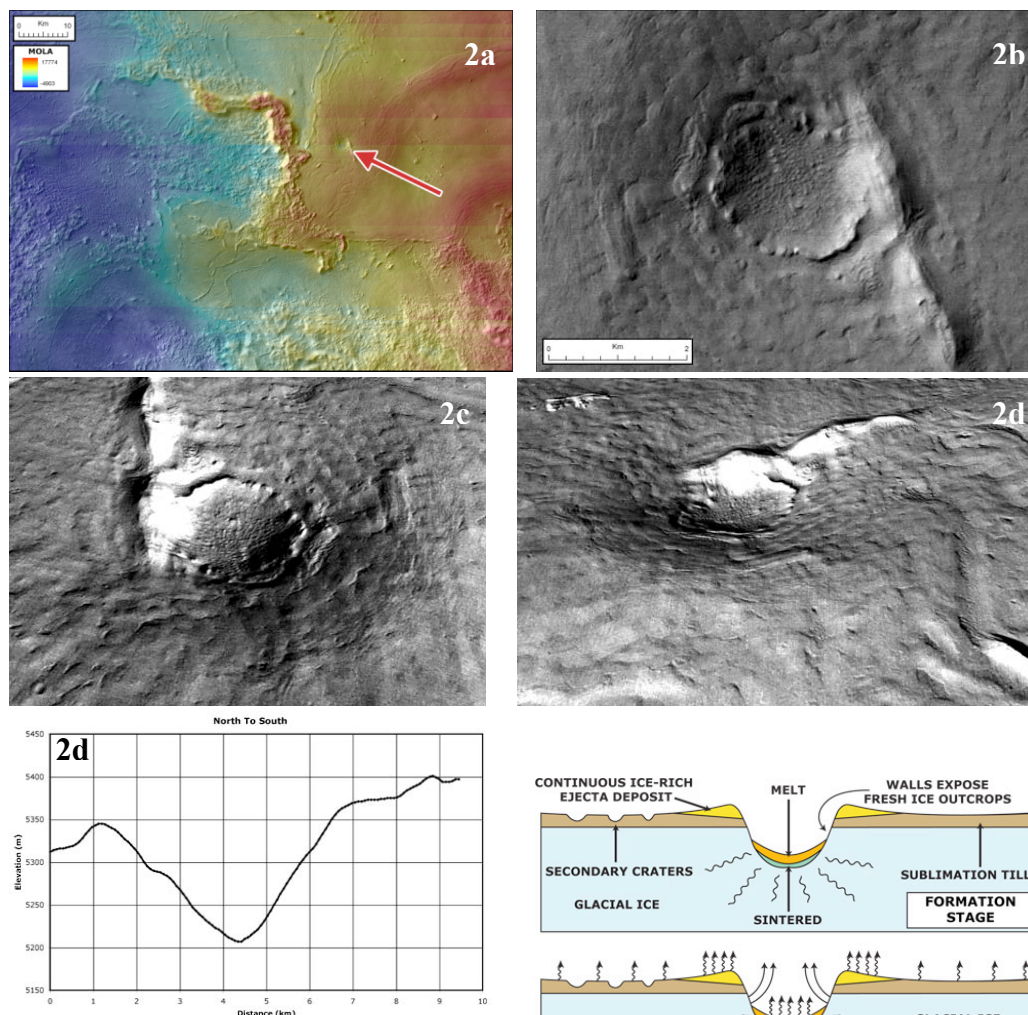 Km
0 10
MOLA
17774
-4903
2a
2b
Km
0 2
2c
2d
North To South
2d
5450
5400
5350
5300
5250
5200
5150
Elevation (m)
0 1 2 3 4 5 6 7 8 9 10
Distance (km)
CONTINUOUS ICE-RICH
EJECTA DEPOSIT
MELT
WALLS EXPOSE
FRESH ICE OUTCROPS
SECONDARY CRATERS
SUBLIMATION TILL
GLACIAL ICE
SINTERED
FORMATION
STAGE